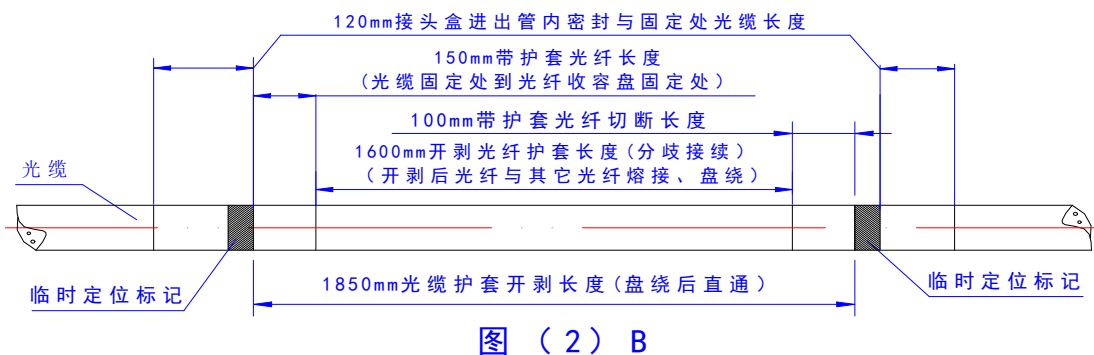 120mm接头盒进出管内密封与固定处光缆长度
150mm带护套光纤长度
(光缆固定处到光纤收容盘固定处)
100mm带护套光纤切断长度
1600mm开剥光纤护套长度(分歧接续)
(开剥后光纤与其它光纤熔接、盘绕)
光缆
1850mm光缆护套开剥长度(盘绕后直通)
临时定位标记
临时定位标记
图 (2) B